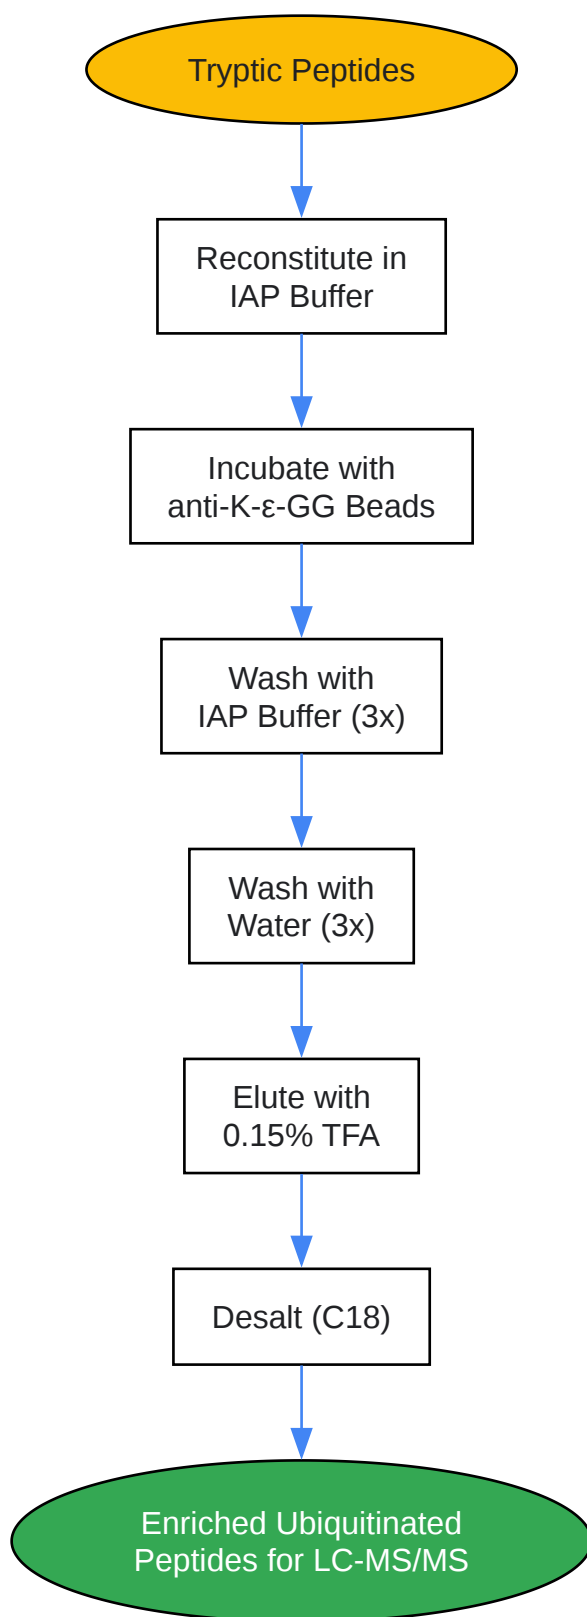 Tryptic Peptides
Reconstitute in
IAP Buffer
Incubate with
anti-K-ε-GG Beads
Wash with
IAP Buffer (3x)
Wash with
Water (3x)
Elute with
0.15% TFA
Desalt (C18)
Enriched Ubiquitinated
Peptides for LC-MS/MS